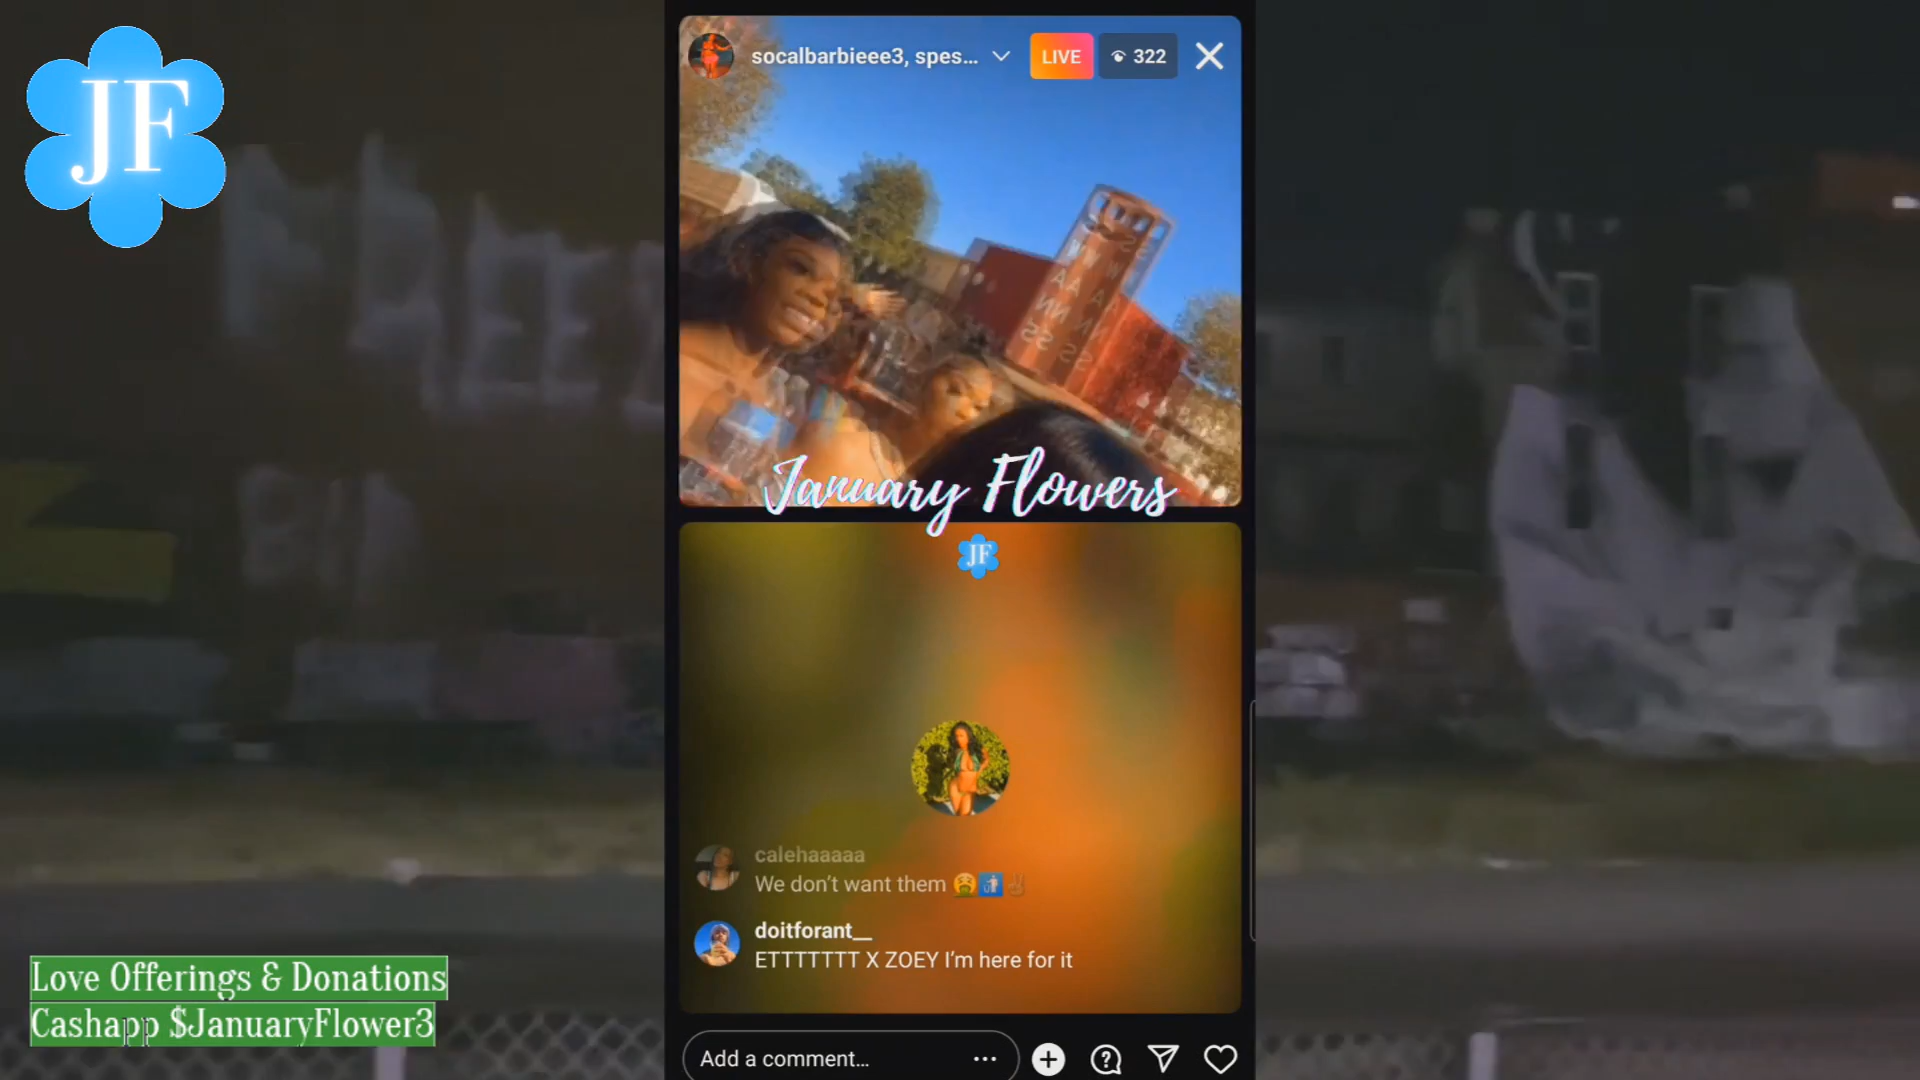 JF
socalbarbieee3, spes...
LIVE
322
January Flowers
JF
calehaaaaa
We don't want them
doitforant__
ETTTTTTT X ZOEY I'm here for it
Love Offerings & Donations
Cashapp $JanuaryFlower3
Add a comment...